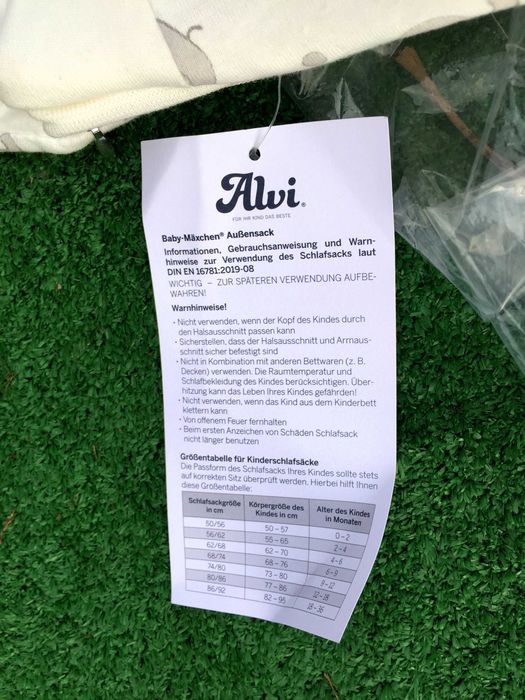 Alvi®
FÜR IHR KIND DAS BESTE
Baby-Mäxchen® Außensack
Informationen, Gebrauchsanweisung und Warn-
hinweise zur Verwendung des Schlafsacks laut
DIN EN 16781:2019-08
WICHTIG – ZUR SPÄTEREN VERWENDUNG AUFBE-
WAHREN!
Warnhinweise!
• Nicht verwenden, wenn der Kopf des Kindes durch
den Halsausschnitt passen kann
• Sicherstellen, dass der Halsausschnitt und Armaus-
schnitt sicher befestigt sind
• Nicht in Kombination mit anderen Bettwaren (z. B.
Decken) verwenden. Die Raumtemperatur und
Schlafbekleidung des Kindes berücksichtigen. Über-
hitzung kann das Leben Ihres Kindes gefährden!
• Nicht verwenden, wenn das Kind aus dem Kinderbett
klettern kann
• Von offenem Feuer fernhalten
• Beim ersten Anzeichen von Schäden Schlafsack
nicht länger benutzen
Größentabelle für Kinderschlafsäcke
Die Passform des Schlafsacks Ihres Kindes sollte stets
auf korrekten Sitz überprüft werden. Hierbei hilft Ihnen
diese Größentabelle:
Schlafsackgröße in cm Körpergröße des Kindes in cm Alter des Kindes in Monaten
50/56 50 – 57 0 – 2
56/62 55 – 65 2 – 4
62/68 62 – 70 4 – 6
68/74 68 – 76 6 – 9
74/80 73 – 80 9 – 12
80/86 77 – 86 12 – 18
86/92 82 – 95 18 – 36